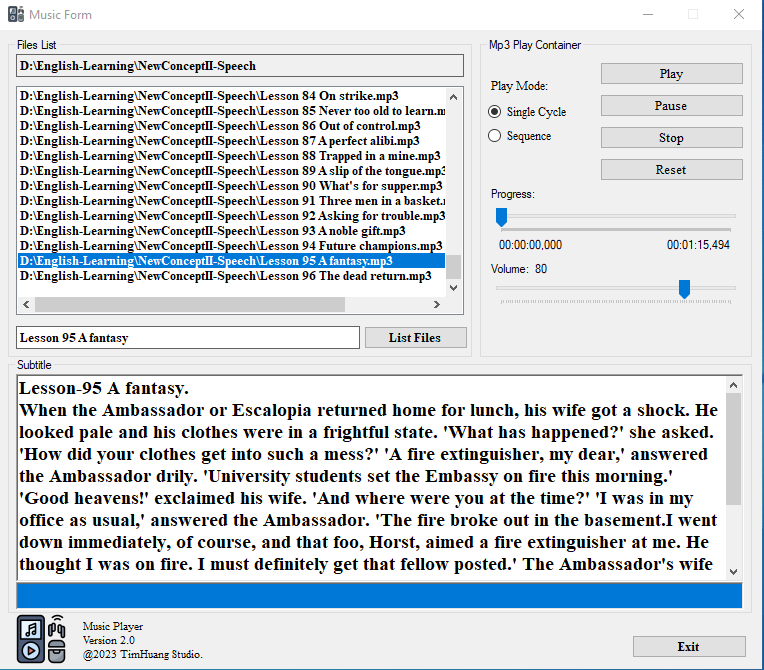 Music Form
Files List
D:\English-Learning\NewConceptII-Speech
D:\English-Learning\NewConceptII-Speech\Lesson 84 On strike.mp3
D:\English-Learning\NewConceptII-Speech\Lesson 85 Never too old to learn.m
D:\English-Learning\NewConceptII-Speech\Lesson 86 Out of control.mp3
D:\English-Learning\NewConceptII-Speech\Lesson 87 A perfect alibi.mp3
D:\English-Learning\NewConceptII-Speech\Lesson 88 Trapped in a mine.mp3
D:\English-Learning\NewConceptII-Speech\Lesson 89 A slip of the tongue.mp3
D:\English-Learning\NewConceptII-Speech\Lesson 90 What's for supper.mp3
D:\English-Learning\NewConceptII-Speech\Lesson 91 Three men in a basket.
D:\English-Learning\NewConceptII-Speech\Lesson 92 Asking for trouble.mp3
D:\English-Learning\NewConceptII-Speech\Lesson 93 A noble gift.mp3
D:\English-Learning\NewConceptII-Speech\Lesson 94 Future champions.mp3
D:\English-Learning\NewConceptII-Speech\Lesson 95 A fantasy.mp3
D:\English-Learning\NewConceptII-Speech\Lesson 96 The dead return.mp3
Lesson 95 A fantasy
List Files
Mp3 Play Container
Play Mode:
Single Cycle
Sequence
Play
Pause
Stop
Reset
Progress:
00:00:00,000
00:01:15,494
Volume: 80
Subtitle
Lesson-95 A fantasy.
When the Ambassador or Escalopia returned home for lunch, his wife got a shock. He
looked pale and his clothes were in a frightful state. 'What has happened?' she asked.
'How did your clothes get into such a mess?' 'A fire extinguisher, my dear,' answered
the Ambassador drily. 'University students set the Embassy on fire this morning.'
'Good heavens!' exclaimed his wife. 'And where were you at the time?' 'I was in my
office as usual,' answered the Ambassador. 'The fire broke out in the basement.I went
down immediately, of course, and that foo, Horst, aimed a fire extinguisher at me. He
thought I was on fire. I must definitely get that fellow posted.' The Ambassador's wife
Music Player
Version 2.0
@2023 TimHuang Studio.
Exit